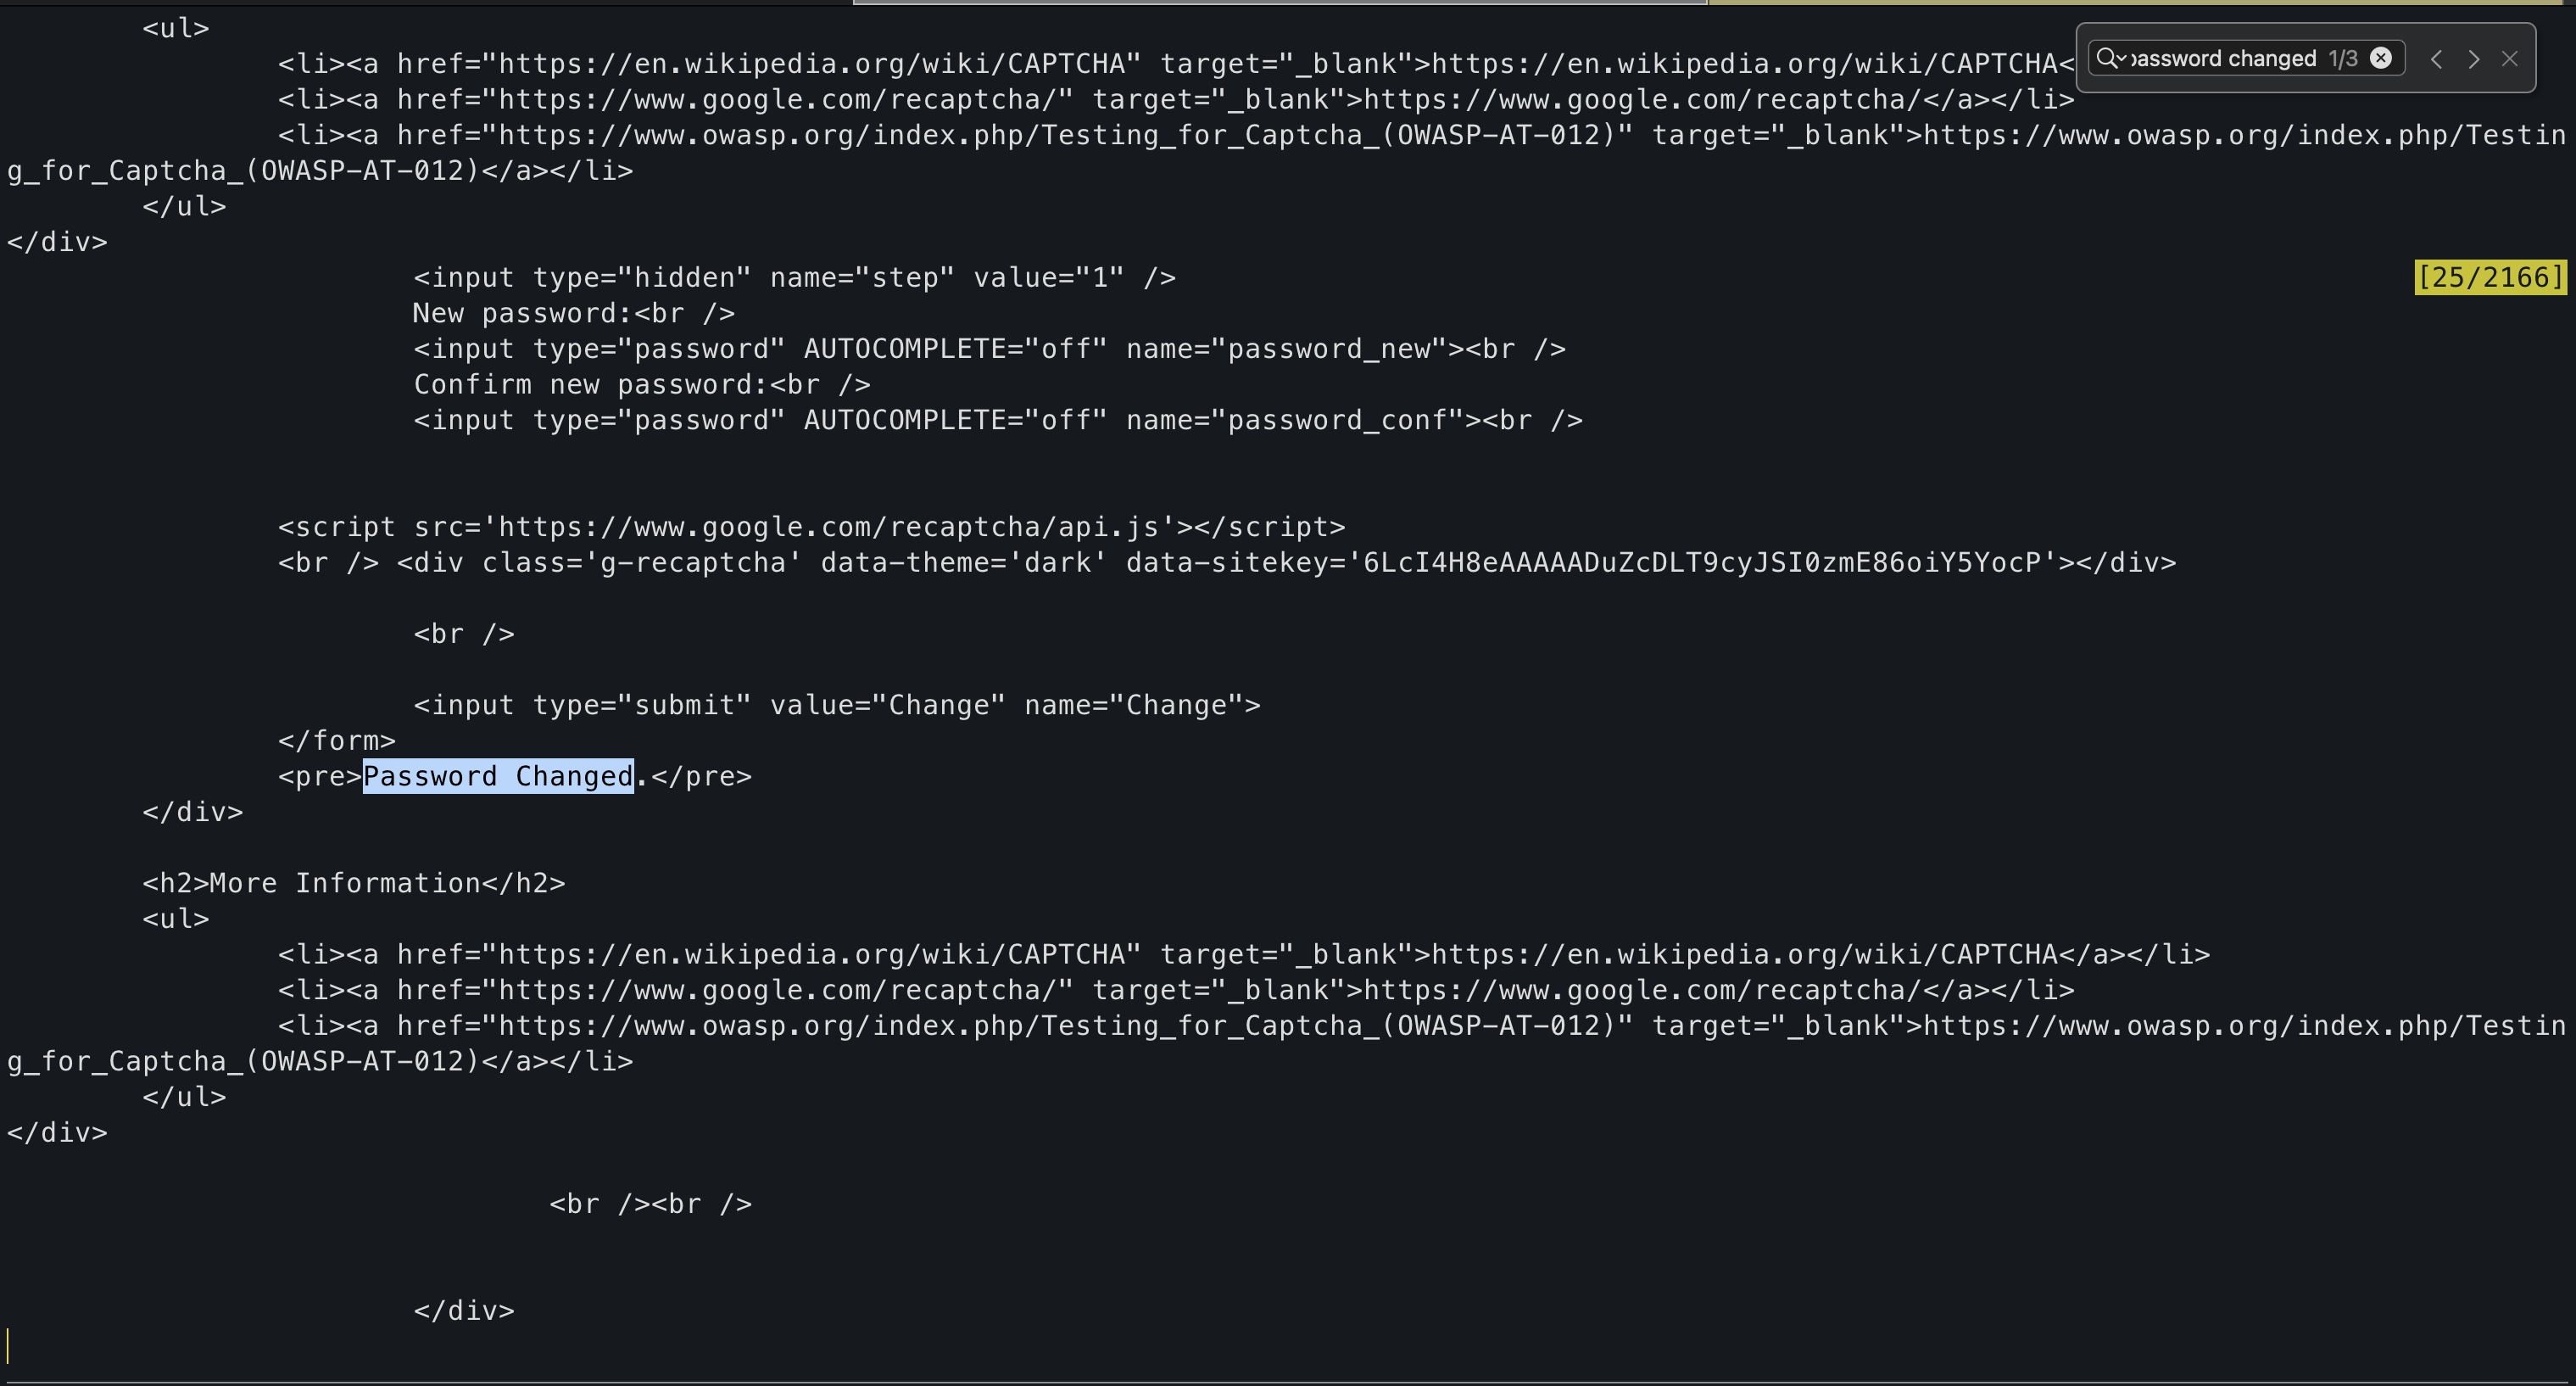 <ul>
<li><a href="https://en.wikipedia.org/wiki/CAPTCHA" target="_blank">https://en.wikipedia.org/wiki/CAPTCHA<
password changed 1/3
<li><a href="https://www.google.com/recaptcha/" target="_blank">https://www.google.com/recaptcha/</a></li>
<li><a href="https://www.owasp.org/index.php/Testing_for_Captcha_(OWASP-AT-012)" target="_blank">https://www.owasp.org/index.php/Testin
g_for_Captcha_(OWASP-AT-012)</a></li>
</ul>
</div>
<input type="hidden" name="step" value="1" />
[25/2166]
New password:<br />
<input type="password" AUTOCOMPLETE="off" name="password_new"><br />
Confirm new password:<br />
<input type="password" AUTOCOMPLETE="off" name="password_conf"><br />
<script src='https://www.google.com/recaptcha/api.js'></script>
<br /> <div class='g-recaptcha' data-theme='dark' data-sitekey='6LcI4H8eAAAAADuZcDLT9cyJSI0zmE86oiY5YocP'></div>
<br />
<input type="submit" value="Change" name="Change">
</form>
<pre>Password Changed.</pre>
</div>
<h2>More Information</h2>
<ul>
<li><a href="https://en.wikipedia.org/wiki/CAPTCHA" target="_blank">https://en.wikipedia.org/wiki/CAPTCHA</a></li>
<li><a href="https://www.google.com/recaptcha/" target="_blank">https://www.google.com/recaptcha/</a></li>
<li><a href="https://www.owasp.org/index.php/Testing_for_Captcha_(OWASP-AT-012)" target="_blank">https://www.owasp.org/index.php/Testin
g_for_Captcha_(OWASP-AT-012)</a></li>
</ul>
</div>
<br /><br />
</div>